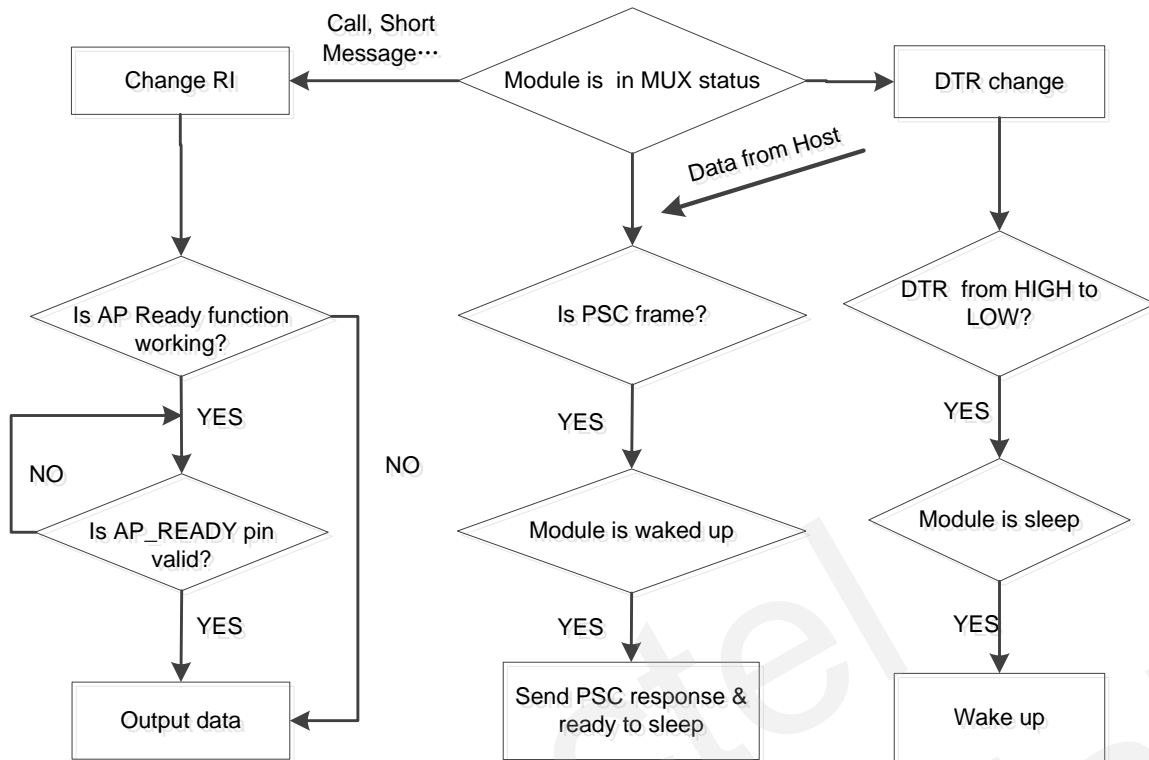 Call, Short
Message···
Change RI
Module is in MUX status
DTR change
Data from Host
Is AP Ready function
working?
Is PSC frame?
DTR from HIGH to
LOW?
YES
NO
NO
YES
YES
Is AP_READY pin
valid?
Module is waked up
Module is sleep
YES
YES
YES
Output data
Send PSC response &
ready to sleep
Wake up